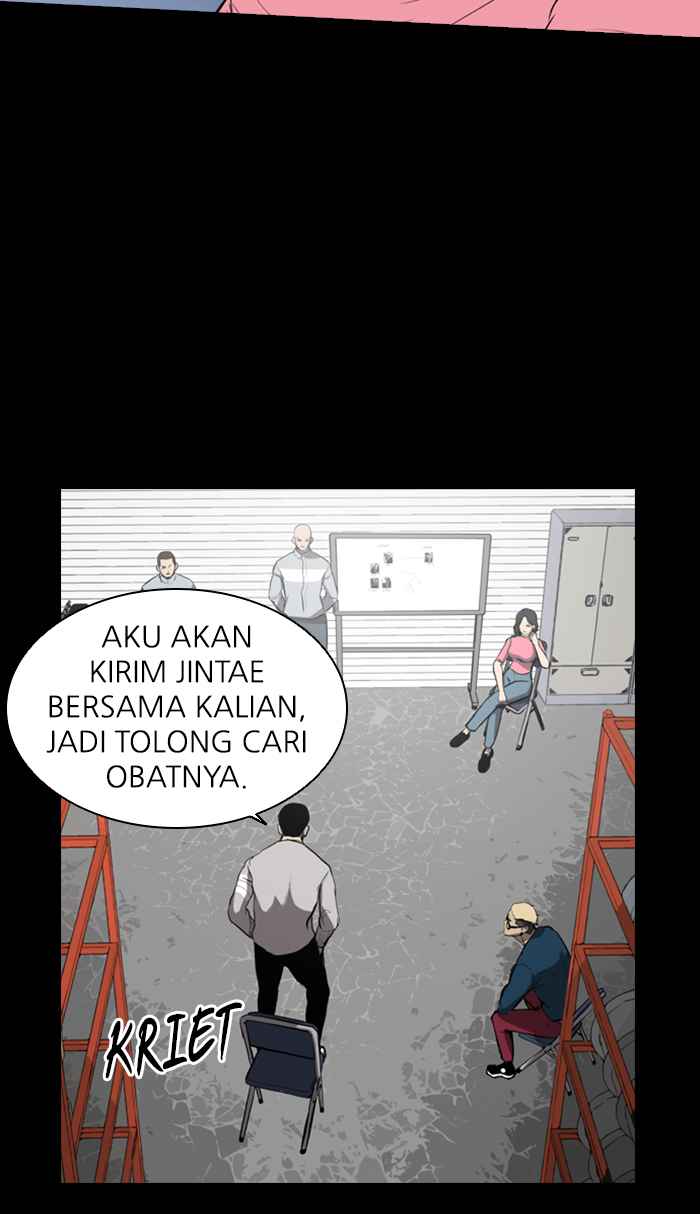 AKU AKAN
KIRIM JINTAE
BERSAMA KALIAN,
JADI TOLONG CARI
OBATNYA.
KRIET